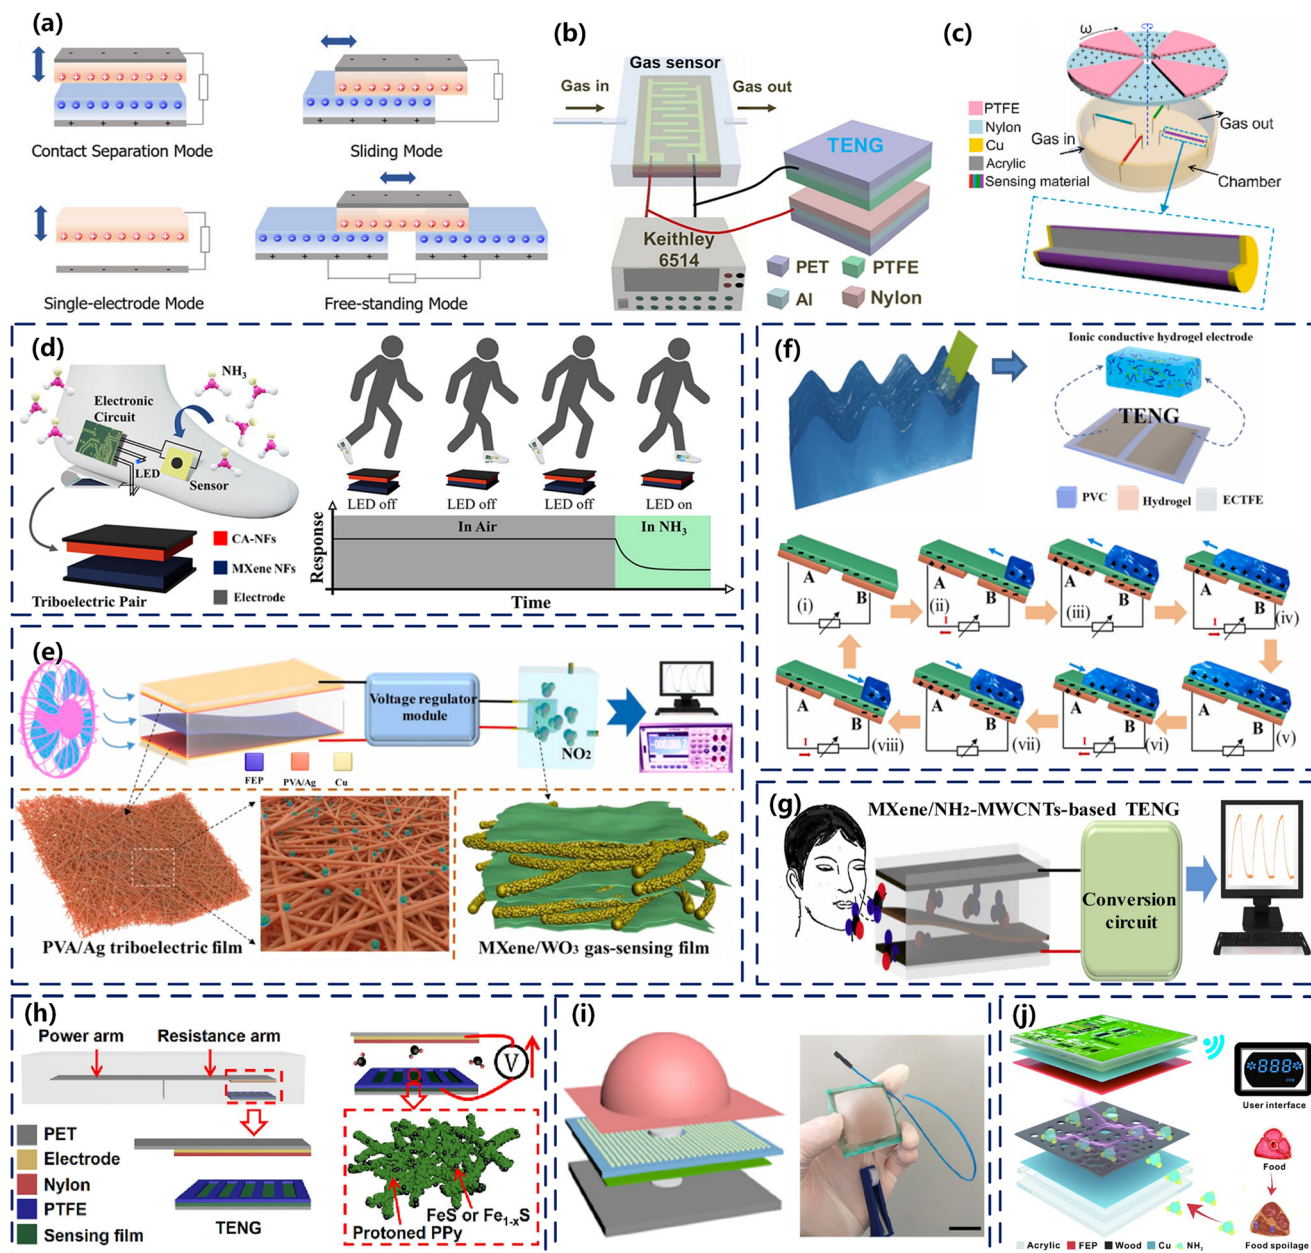 (a)
Contact Separation Mode
Sliding Mode
Single-electrode Mode
Free-standing Mode
(b)
Gas sensor
Gas in
Gas out
TENG
Keithley
6514
PET
PTFE
Al
Nylon
(c)
ω
PTFE
Nylon
Cu
Acrylic
Sensing material
Gas in
Gas out
Chamber
(d)
NH3
Electronic
Circuit
LED
Sensor
CA-NFs
MXene NFs
Electrode
Triboelectric Pair
LED off
LED off
LED off
LED on
In Air
In NH3
Response
Time
(e)
Voltage regulator
module
NO2
FEP
PVA/Ag
Cu
PVA/Ag triboelectric film
MXene/WO3 gas-sensing film
(f)
Ionic conductive hydrogel electrode
TENG
PVC
Hydrogel
ECTFE
A
B
(i)
A
B
(ii)
I
A
B
(iii)
A
B
(iv)
I
A
B
(viii)
I
A
B
(vii)
A
B
(vi)
I
A
B
(v)
(g)
MXene/NH2-MWCNTs-based TENG
Conversion
circuit
(h)
Power arm
Resistance arm
PET
Electrode
Nylon
PTFE
Sensing film
TENG
V
FeS or Fe1-xS
Protoned PPy
(i)
(j)
User interface
Food
Food spoilage
Acrylic
FEP
Wood
Cu
NH3